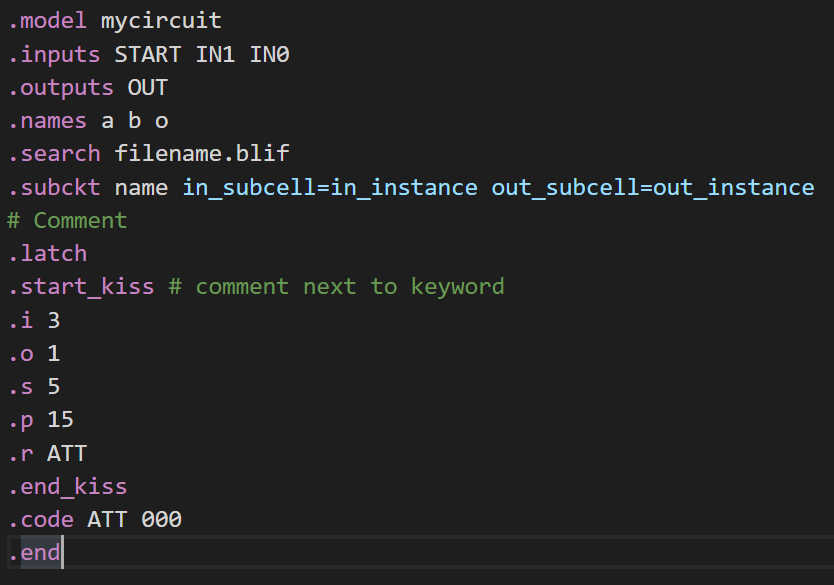 .model mycircuit
.inputs START IN1 IN0
.outputs OUT
.names a b o
.search filename.blif
.subckt name in_subcell=in_instance out_subcell=out_instance
# Comment
.latch
.start_kiss # comment next to keyword
.i 3
.o 1
.s 5
.p 15
.r ATT
.end_kiss
.code ATT 000
.end